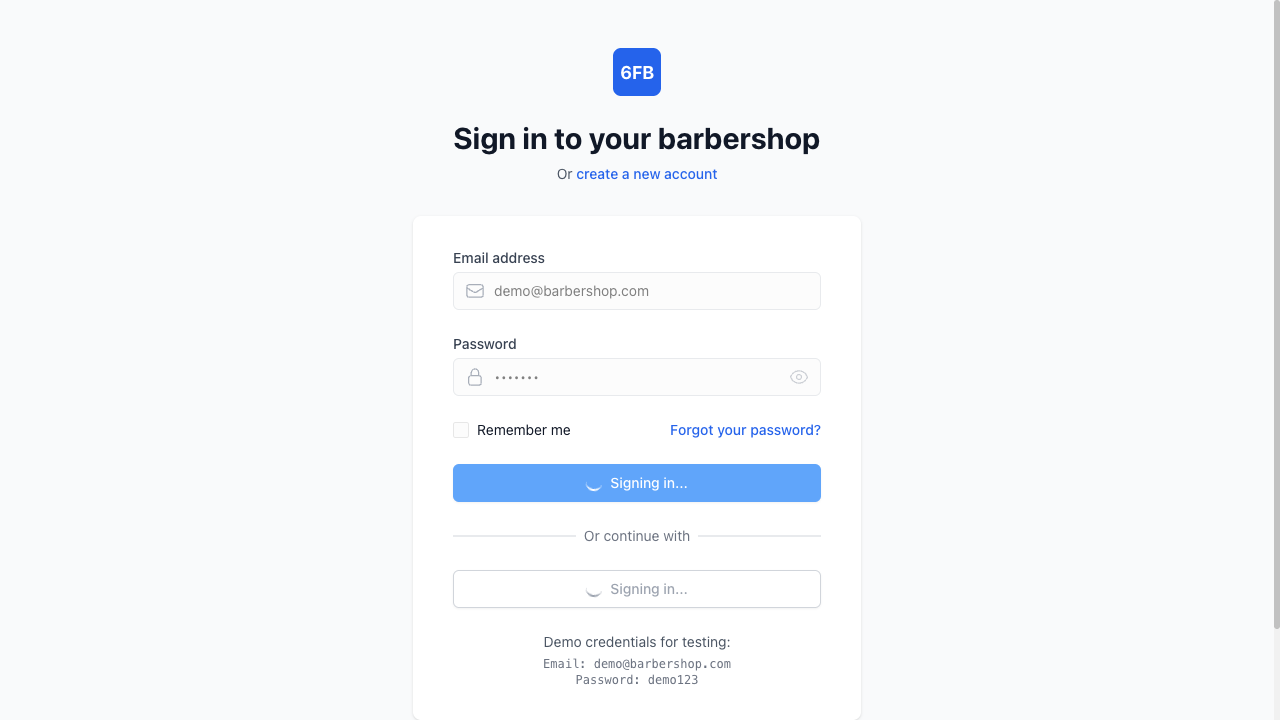 6FB
Sign in to your barbershop
Or create a new account
Email address
demo@barbershop.com
Password
•••••••
Remember me
Forgot your password?
Signing in...
Or continue with
Signing in...
Demo credentials for testing:
Email: demo@barbershop.com
Password: demo123